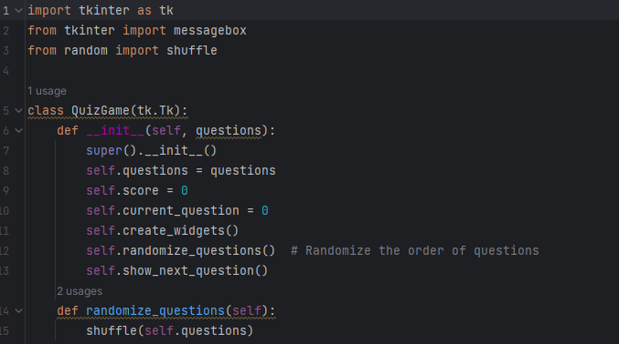 1 import tkinter as tk
2 from tkinter import messagebox
3 from random import shuffle
4
1 usage
5 class QuizGame(tk.Tk):
6     def __init__(self, questions):
7         super().__init__()
8         self.questions = questions
9         self.score = 0
10         self.current_question = 0
11         self.create_widgets()
12         self.randomize_questions()  # Randomize the order of questions
13         self.show_next_question()
2 usages
14     def randomize_questions(self):
15         shuffle(self.questions)